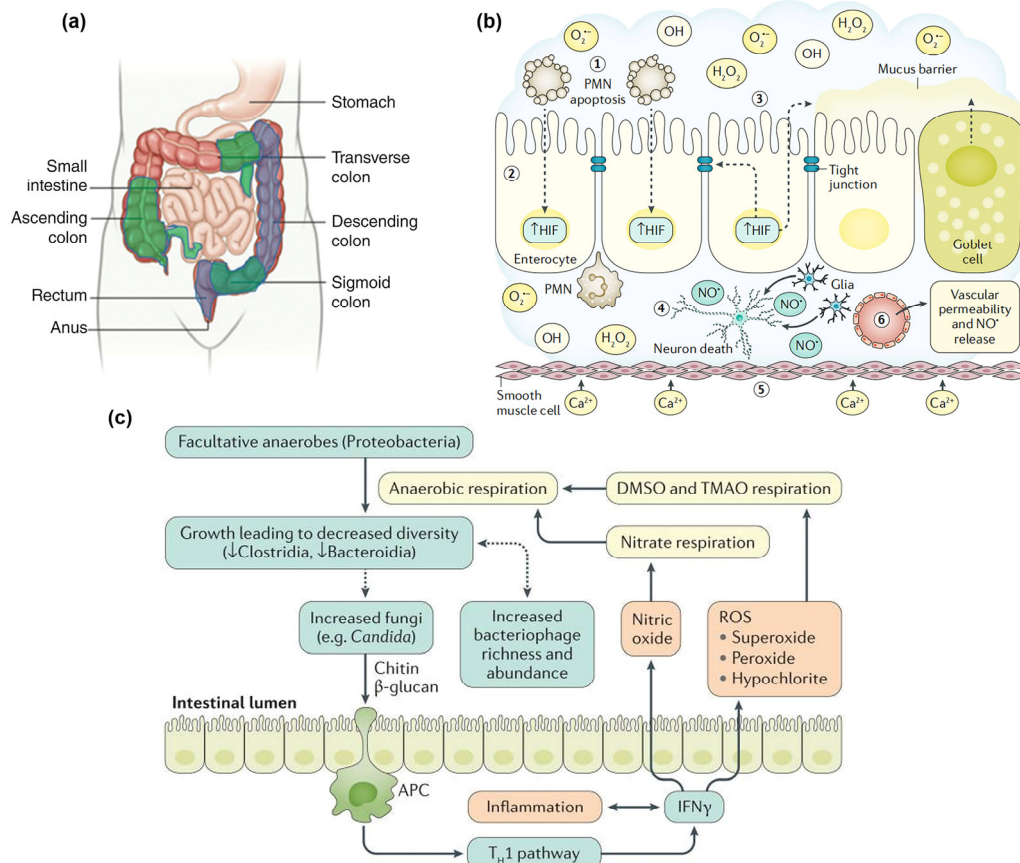 (a)
Stomach
Small
intestine
Transverse
colon
Ascending
colon
Descending
colon
Rectum
Sigmoid
colon
Anus
(b)
O₂•−
OH
O₂•−
H₂O₂
O₂•−
1
PMN
apoptosis
H₂O₂
OH
Mucus barrier
3
2
Tight
junction
↑HIF
↑HIF
↑HIF
Enterocyte
Goblet
cell
PMN
O₂•−
NO•
Glia
NO•
4
6
Vascular
permeability
and NO•
release
OH
H₂O₂
Neuron death
NO•
Smooth
muscle cell
5
Ca²⁺
Ca²⁺
Ca²⁺
Ca²⁺
(c)
Facultative anaerobes (Proteobacteria)
Anaerobic respiration
DMSO and TMAO respiration
Growth leading to decreased diversity
(↓Clostridia, ↓Bacteroidia)
Nitrate respiration
Increased fungi
(e.g. Candida)
Increased
bacteriophage
richness and
abundance
Nitric
oxide
ROS
• Superoxide
• Peroxide
• Hypochlorite
Chitin
β-glucan
Intestinal lumen
APC
Inflammation
IFNγ
T_H1 pathway